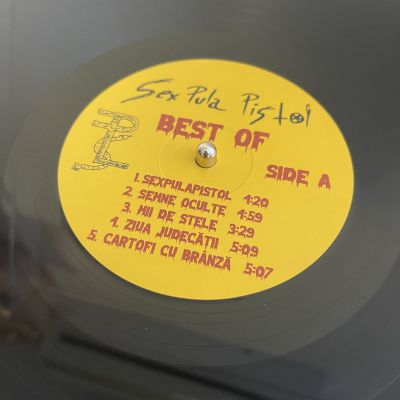 Sex Pula Pistol
BEST OF
SIDE A
1. SEXPULAPISTOL 4:20
2. SEMNE OCULTE 4:59
3. MII DE STELE 3:29
4. ZIUA JUDECĂȚII 5:09
5. CARTOFI CU BRÂNZĂ 5:07